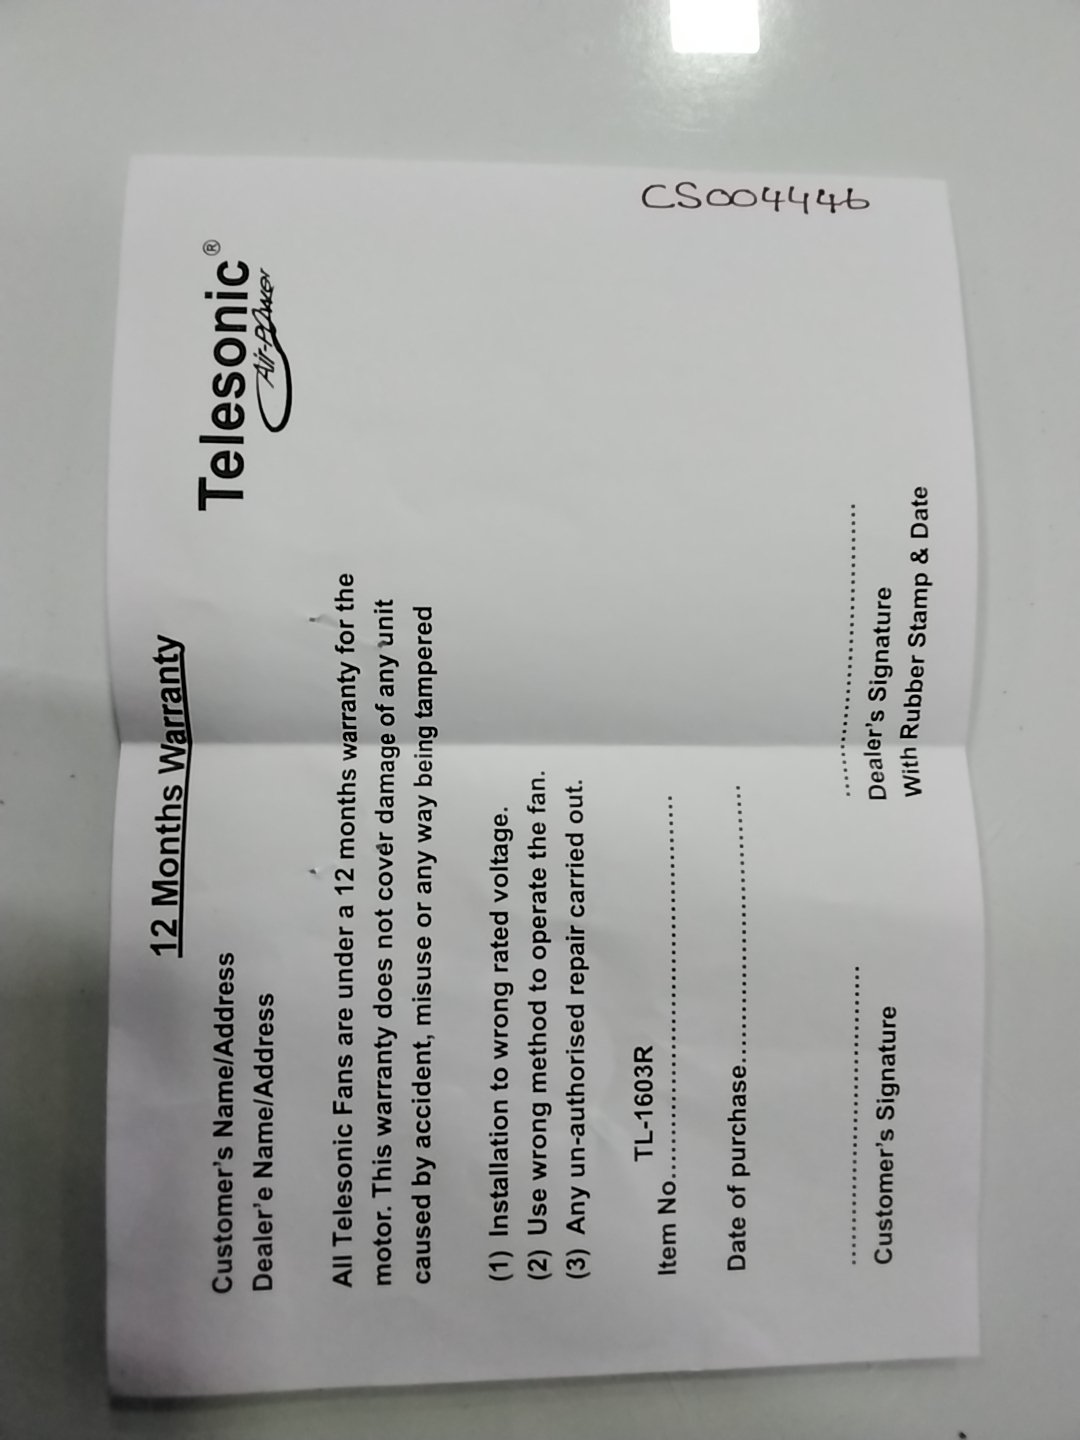 12 Months Warranty
Customer's Name/Address
Dealer'e Name/Address
Telesonic®
Air-Power
All Telesonic Fans are under a 12 months warranty for the
motor. This warranty does not cover damage of any unit
caused by accident, misuse or any way being tampered
(1) Installation to wrong rated voltage.
(2) Use wrong method to operate the fan.
(3) Any un-authorised repair carried out.
TL-1603R
Item No..........................................
Date of purchase...............................
CS0044446
Customer's Signature
Dealer's Signature
With Rubber Stamp & Date